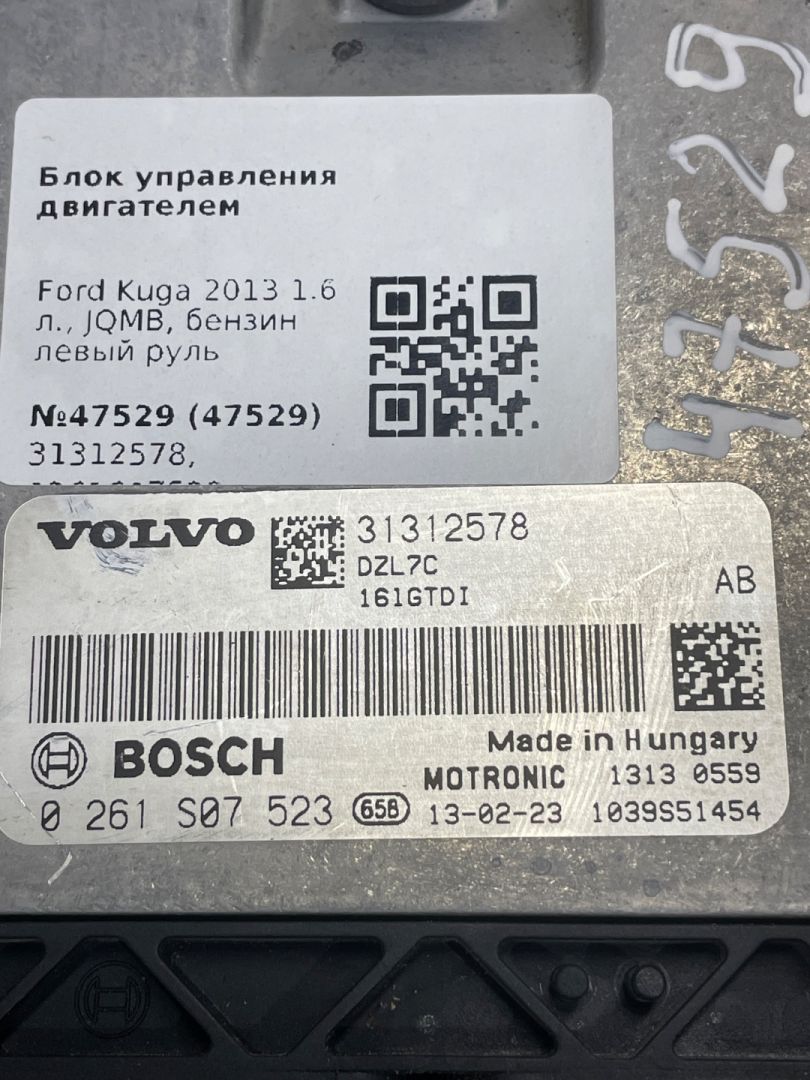 Блок управления
двигателем
Ford Kuga 2013 1.6
л., JQMB, бензин
левый руль
№47529 (47529)
31312578,
47529
VOLVO 31312578
DZL7C
161GTDI
AB
BOSCH
Made in Hungary
MOTRONIC 1313 0559
0 261 S07 523 65B 13-02-23 1039S51454